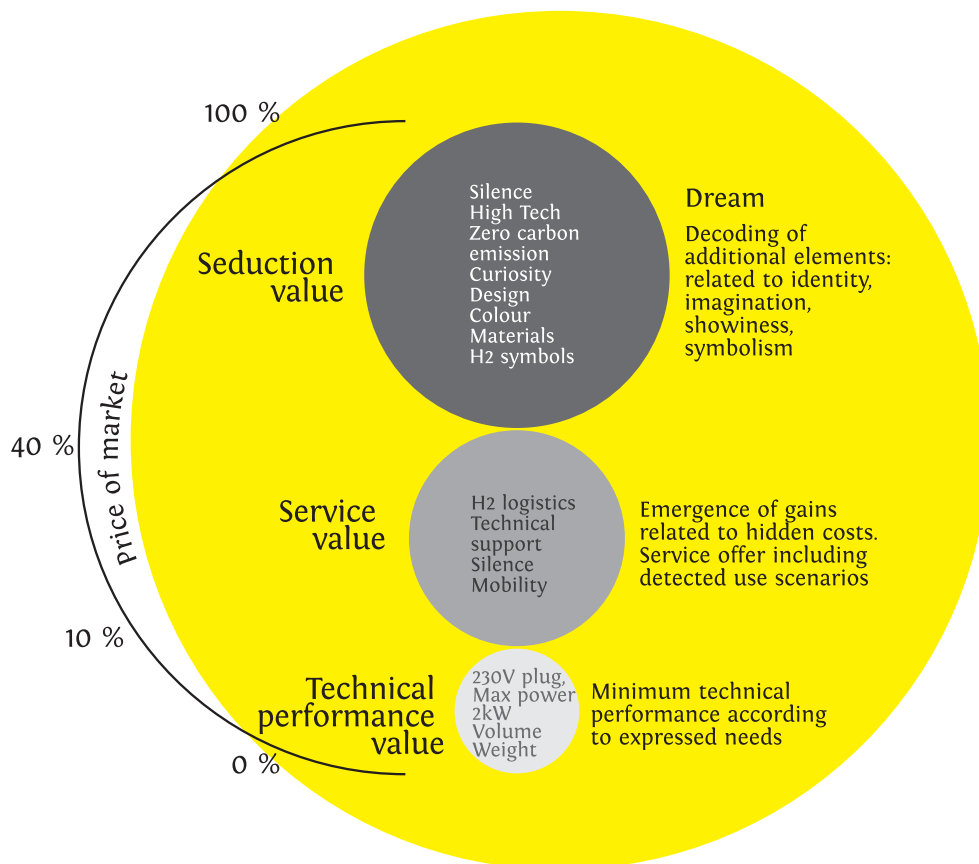 100 %
Silence
High Tech
Zero carbon
emission
Curiosity
Design
Colour
Materials
H2 symbols
Dream
Decoding of
additional elements:
related to identity,
imagination,
showiness,
symbolism
Seduction
value
Price of market
40 %
Service
value
H2 logistics
Technical
support
Silence
Mobility
Emergence of gains
related to hidden costs.
Service offer including
detected use scenarios
10 %
Technical
performance
value
230V plug,
Max power
2kW
Volume
Weight
Minimum technical
performance according
to expressed needs
0 %